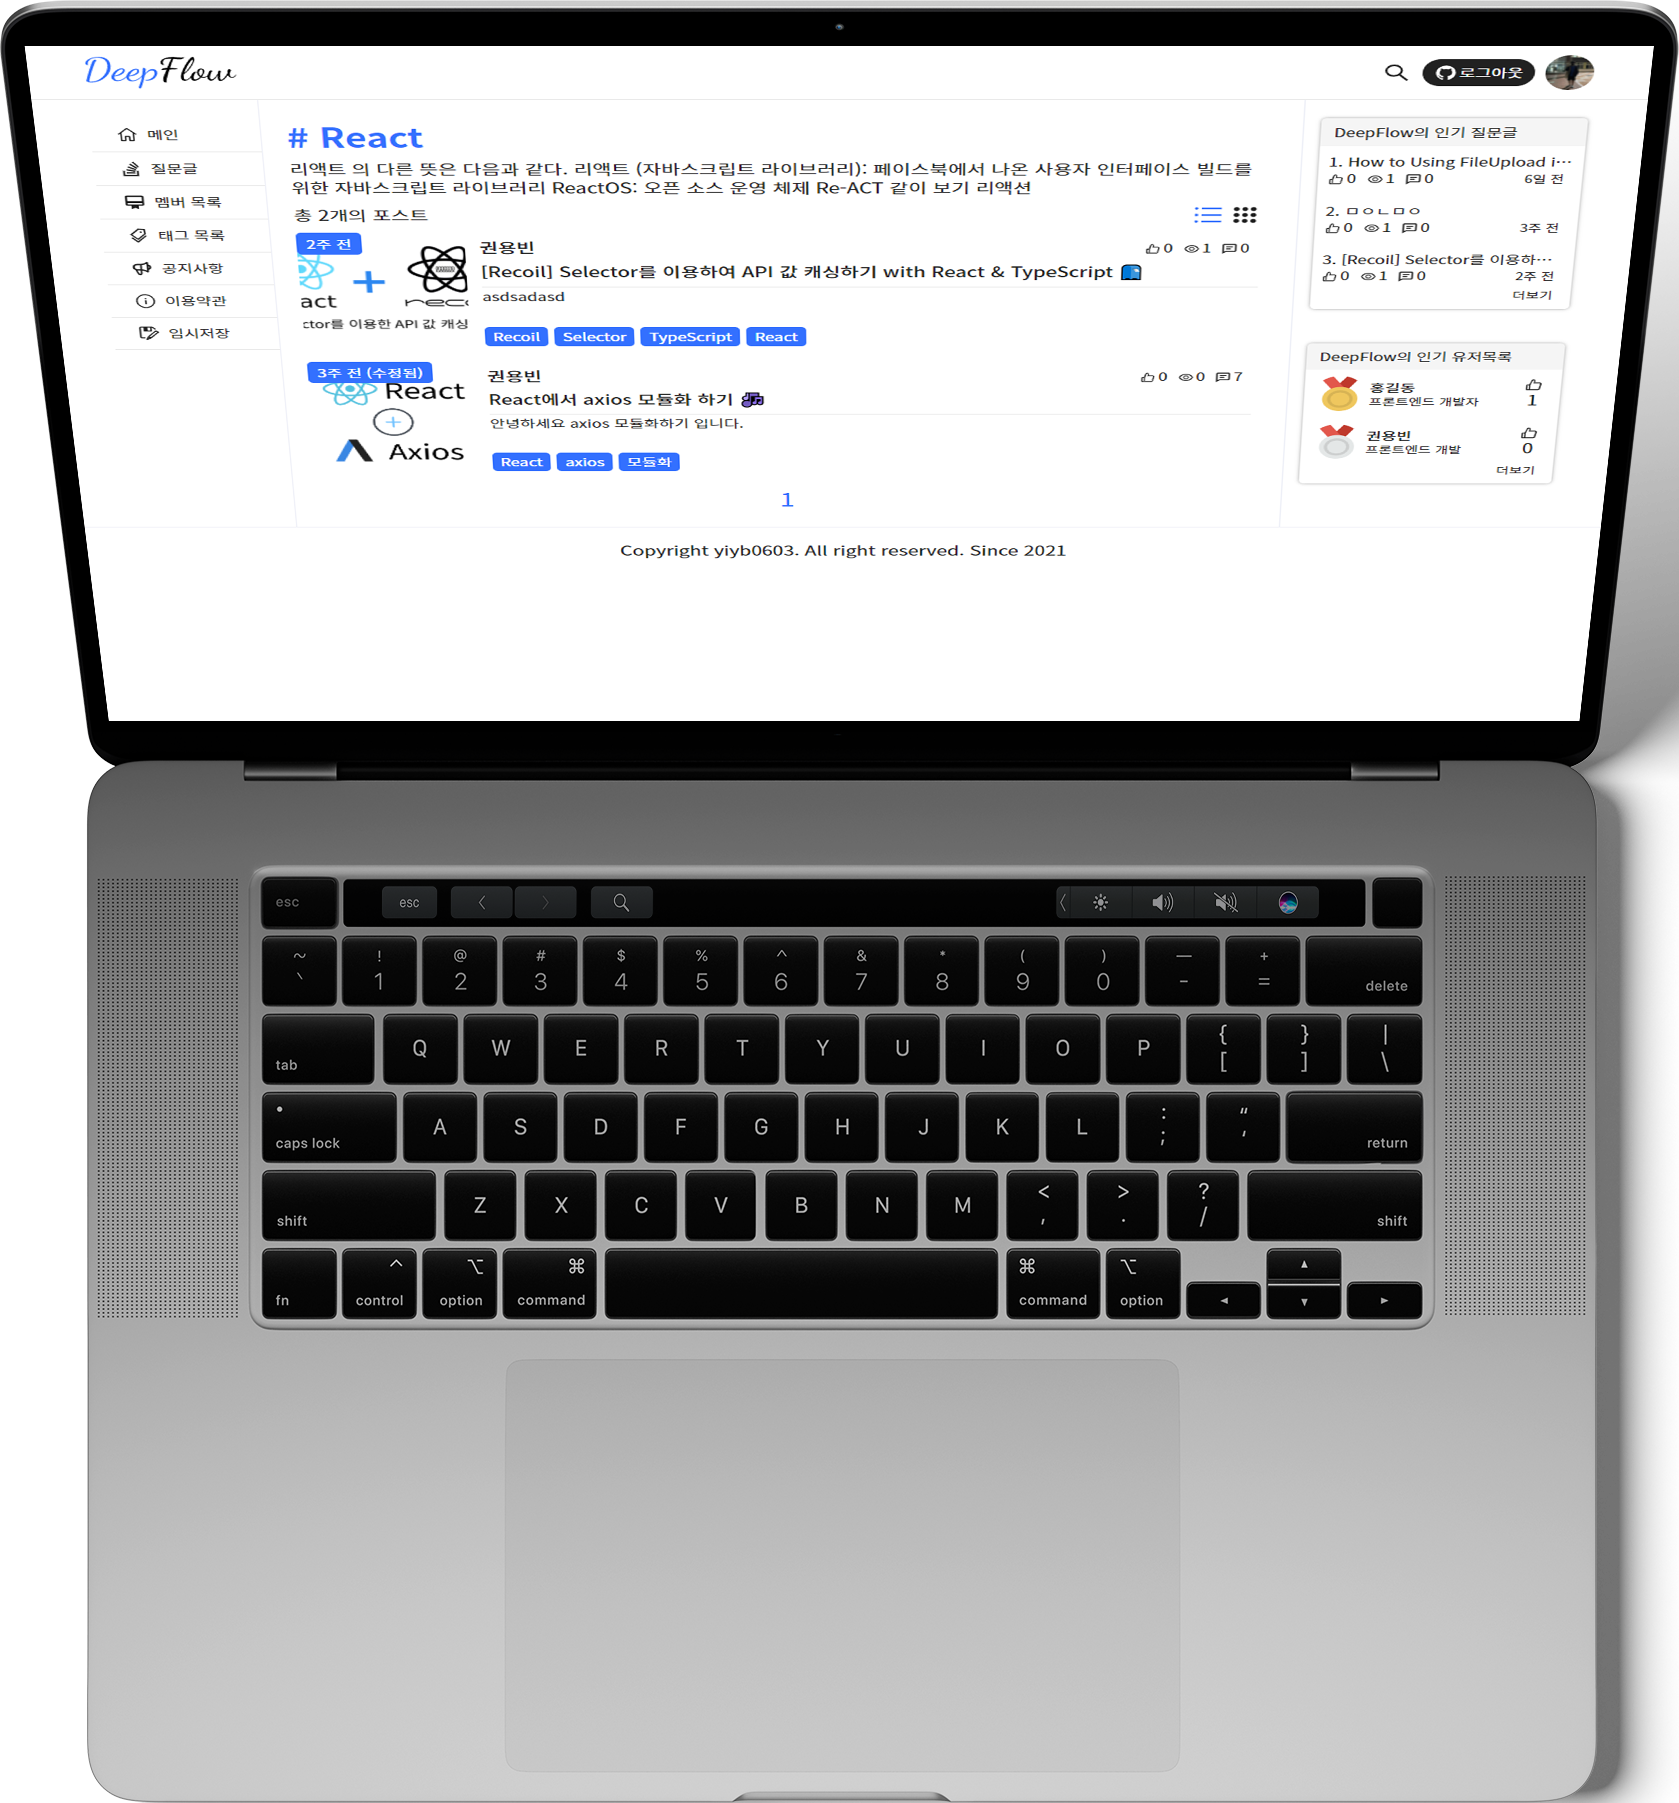 DeepFlow
로그아웃
메인
질문글
멤버 목록
태그 목록
공지사항
이용약관
임시저장
# React
리액트 의 다른 뜻은 다음과 같다. 리액트 (자바스크립트 라이브러리): 페이스북에서 나온 사용자 인터페이스 빌드를
위한 자바스크립트 라이브러리 ReactOS: 오픈 소스 운영 체제 Re-ACT 같이 보기 리액션
총 2개의 포스트
2주 전
act
ctor를 이용한 API 값 캐싱
권용빈
0 1 0
[Recoil] Selector를 이용하여 API 값 캐싱하기 with React & TypeScript
asdsadasd
Recoil Selector TypeScript React
3주 전 (수정됨)
React
Axios
권용빈
0 0 7
React에서 axios 모듈화 하기
안녕하세요 axios 모듈화하기 입니다.
React axios 모듈화
1
DeepFlow의 인기 질문글
1. How to Using FileUpload i…
0 1 0 6일 전
2. ㅁㅇㄴㅁㅇ
0 1 0 3주 전
3. [Recoil] Selector를 이용하…
0 1 0 2주 전
더보기
DeepFlow의 인기 유저목록
홍길동
프론트엔드 개발자
1
권용빈
프론트엔드 개발
0
더보기
Copyright yiyb0603. All right reserved. Since 2021
esc esc
~ ! @ # $ % ^ & * ( ) — +
` 1 2 3 4 5 6 7 8 9 0 - = delete
tab Q W E R T Y U I O P { [ } ] | \
caps lock A S D F G H J K L : ; “ ‘ return
shift Z X C V B N M < , > . ? / shift
fn control option command command option